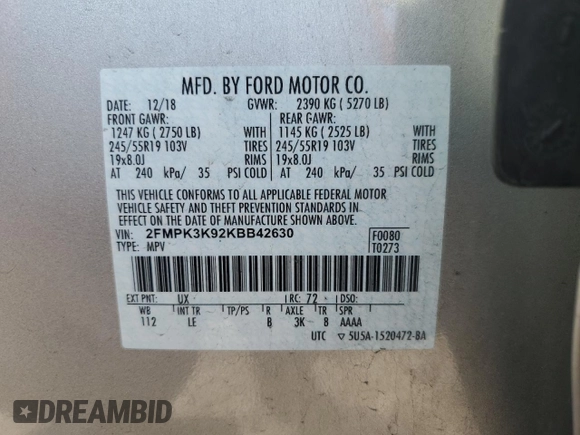 MFD. BY FORD MOTOR CO.
DATE: 12/18 GVWR: 2390 KG ( 5270 LB)
FRONT GAWR: REAR GAWR:
1247 KG ( 2750 LB) WITH 1145 KG ( 2525 LB) WITH
245/55R19 103V TIRES 245/55R19 103V TIRES
19x8.0J RIMS 19x8.0J RIMS
AT 240 kPa/ 35 PSI COLD AT 240 kPa/ 35 PSI COLD
THIS VEHICLE CONFORMS TO ALL APPLICABLE FEDERAL MOTOR
VEHICLE SAFETY AND THEFT PREVENTION STANDARDS IN
EFFECT ON THE DATE OF MANUFACTURE SHOWN ABOVE.
VIN: 2FMPK3K92KBB42630 F0080
TYPE: MPV T0273
EXT PNT: UX RC: 72 DSO:
WB INT TR TP/PS R AXLE TR SPR
112 LE B 3K 8 AAAA
UTC ▽ 5U5A-1520472-BA
DREAMBID